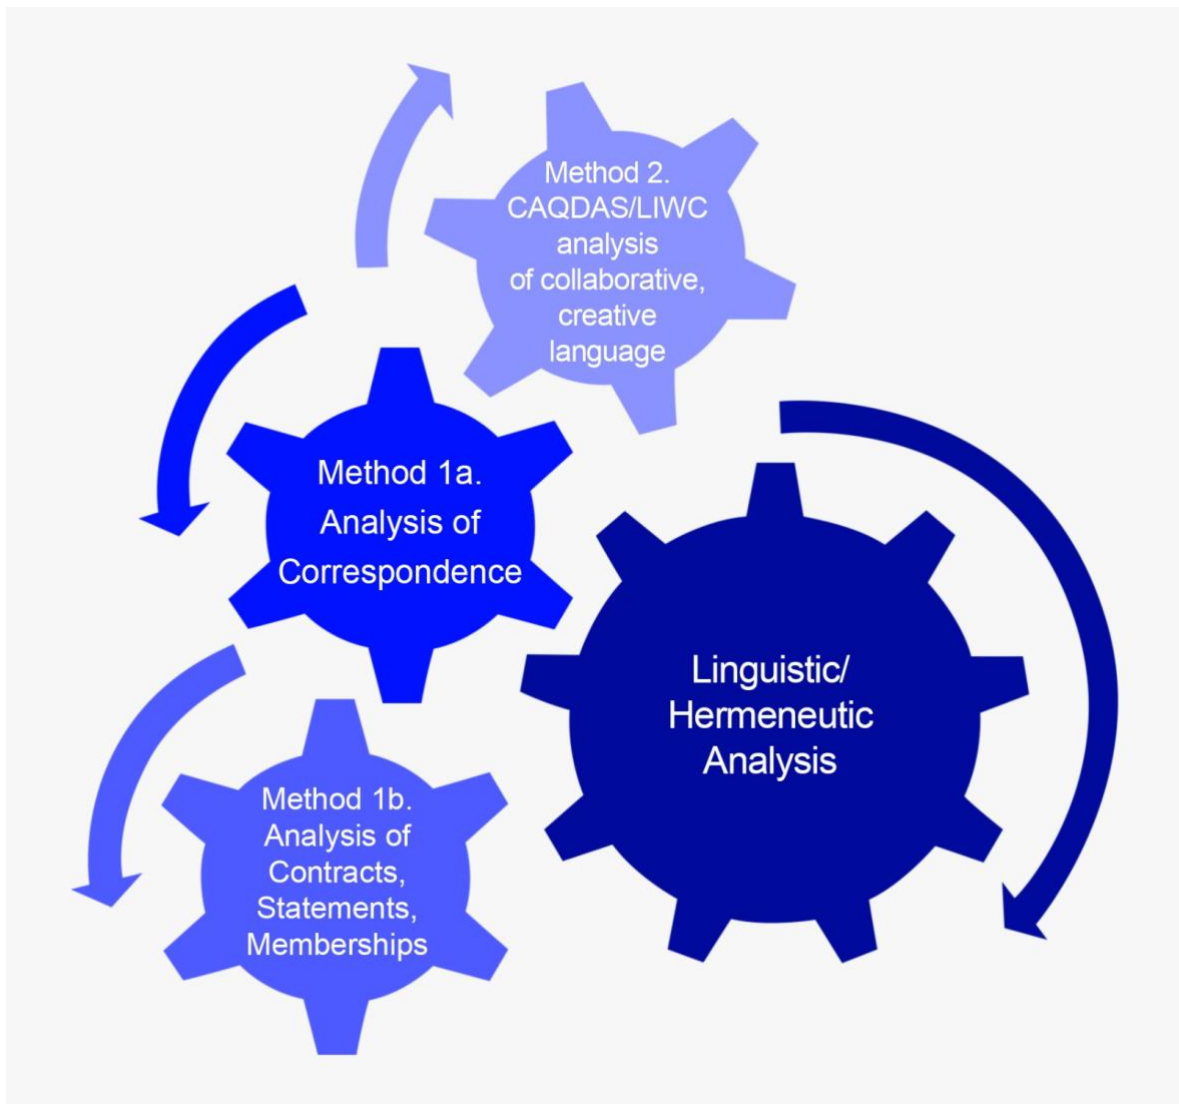 Method 2.
CAQDAS/LIWC
analysis
of collaborative,
creative
language
Method 1a.
Analysis of
Correspondence
Linguistic/
Hermeneutic
Analysis
Method 1b.
Analysis of
Contracts,
Statements,
Memberships